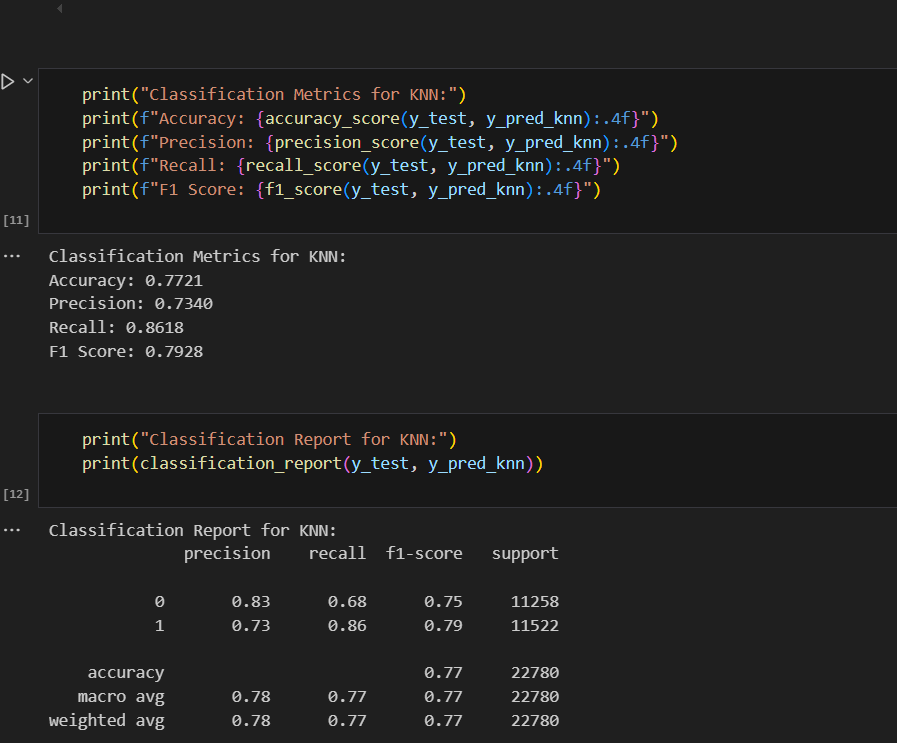 print("Classification Metrics for KNN:")
print(f"Accuracy: {accuracy_score(y_test, y_pred_knn):.4f}")
print(f"Precision: {precision_score(y_test, y_pred_knn):.4f}")
print(f"Recall: {recall_score(y_test, y_pred_knn):.4f}")
print(f"F1 Score: {f1_score(y_test, y_pred_knn):.4f}")
[11]
... Classification Metrics for KNN:
Accuracy: 0.7721
Precision: 0.7340
Recall: 0.8618
F1 Score: 0.7928
print("Classification Report for KNN:")
print(classification_report(y_test, y_pred_knn))
[12]
... Classification Report for KNN:
precision recall f1-score support
0 0.83 0.68 0.75 11258
1 0.73 0.86 0.79 11522
accuracy 0.77 22780
macro avg 0.78 0.77 0.77 22780
weighted avg 0.78 0.77 0.77 22780